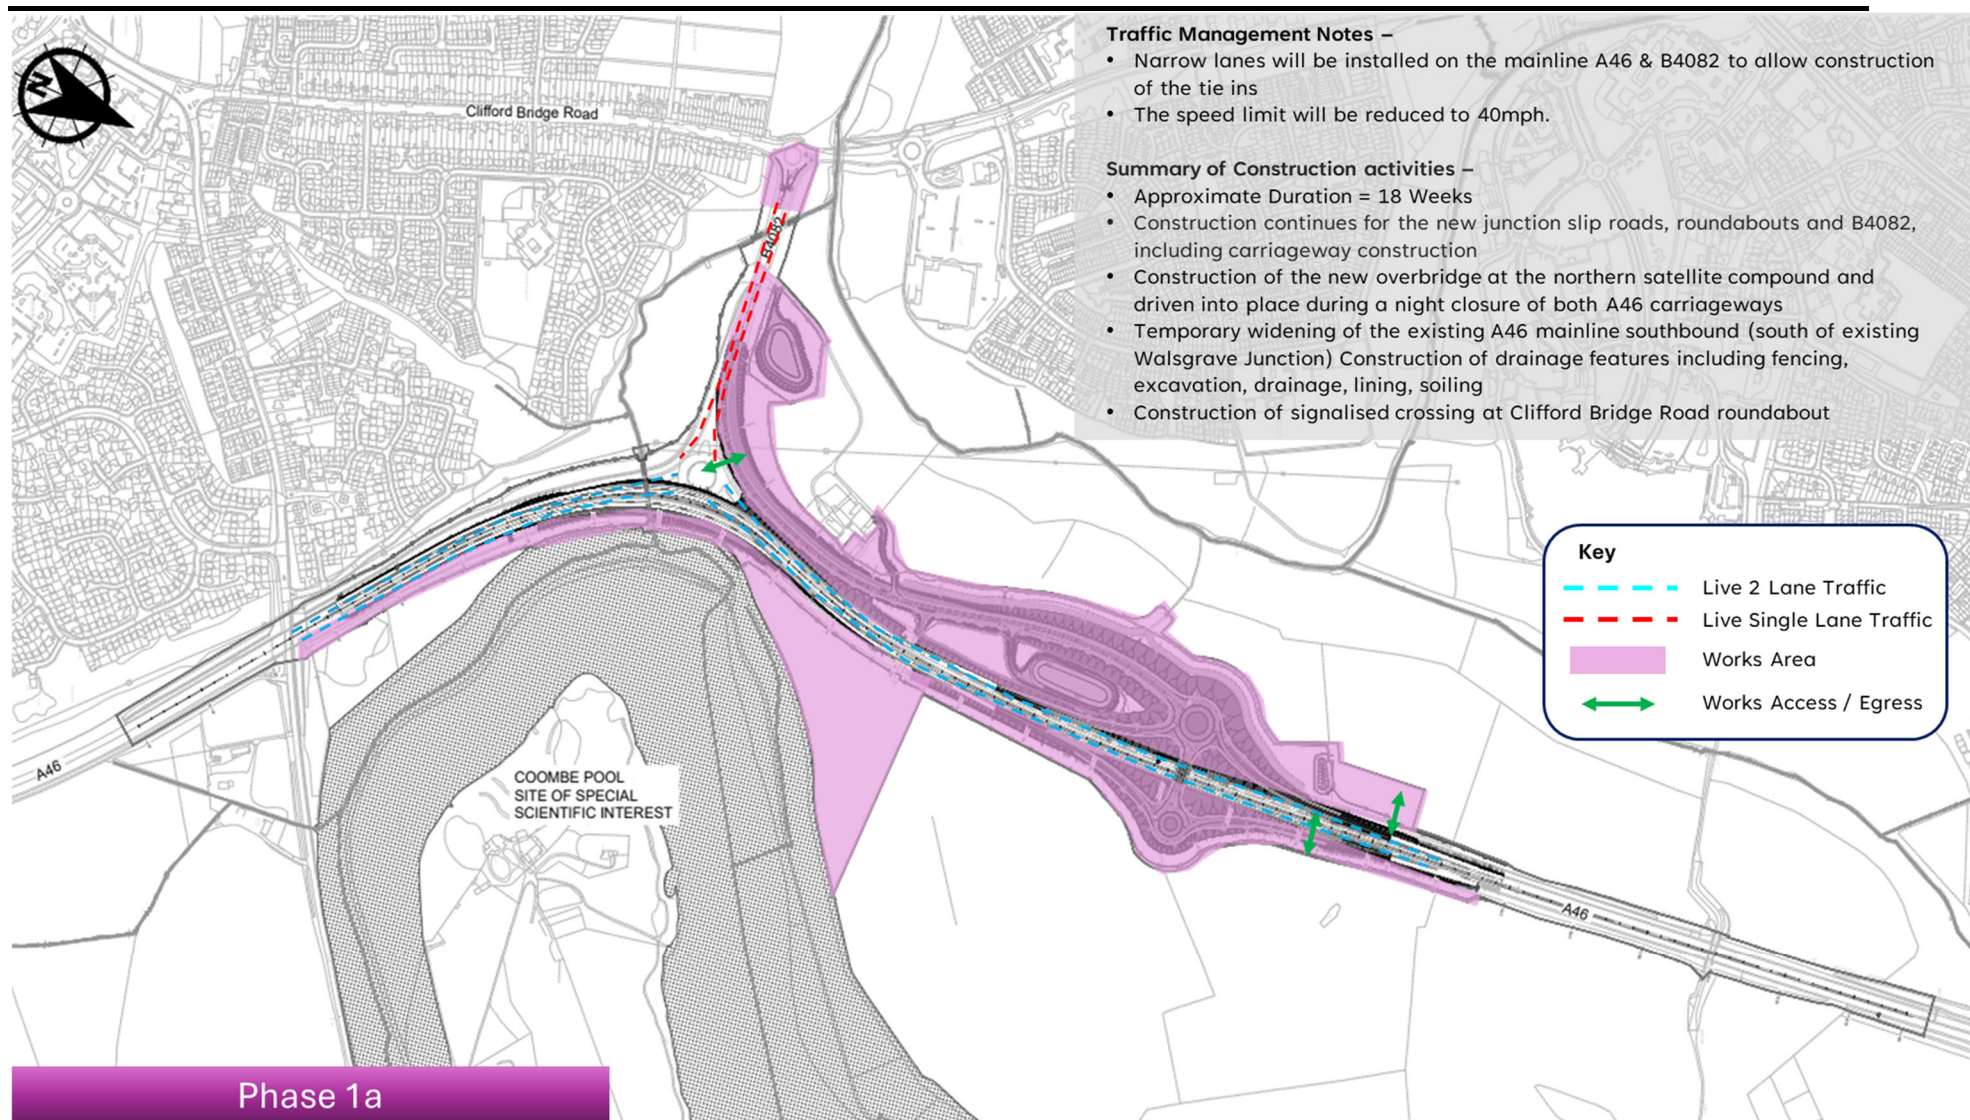 Traffic Management Notes –
• Narrow lanes will be installed on the mainline A46 & B4082 to allow construction
of the tie ins
• The speed limit will be reduced to 40mph.
Summary of Construction activities –
• Approximate Duration = 18 Weeks
• Construction continues for the new junction slip roads, roundabouts and B4082,
including carriageway construction
• Construction of the new overbridge at the northern satellite compound and
driven into place during a night closure of both A46 carriageways
• Temporary widening of the existing A46 mainline southbound (south of existing
Walsgrave Junction) Construction of drainage features including fencing,
excavation, drainage, lining, soiling
• Construction of signalised crossing at Clifford Bridge Road roundabout
N
Clifford Bridge Road
B4082
Key
Live 2 Lane Traffic
Live Single Lane Traffic
Works Area
Works Access / Egress
A46
COOMBE POOL
SITE OF SPECIAL
SCIENTIFIC INTEREST
A46
Phase 1a